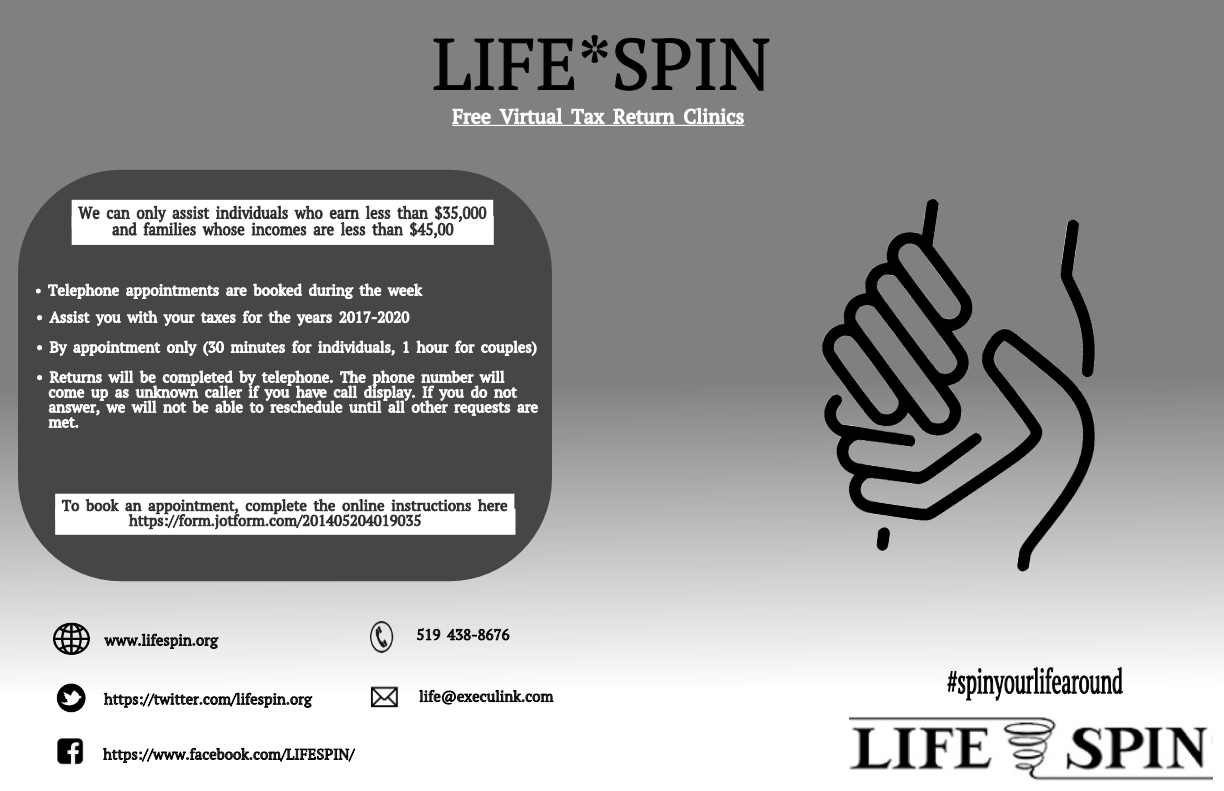 LIFE*SPIN
Free Virtual Tax Return Clinics
We can only assist individuals who earn less than $35,000
and families whose incomes are less than $45,00
• Telephone appointments are booked during the week
• Assist you with your taxes for the years 2017-2020
• By appointment only (30 minutes for individuals, 1 hour for couples)
• Returns will be completed by telephone. The phone number will
come up as unknown caller if you have call display. If you do not
answer, we will not be able to reschedule until all other requests are
met.
To book an appointment, complete the online instructions here
https://form.jotform.com/201405204019035
www.lifespin.org
519 438-8676
https://twitter.com/lifespin.org
life@execulink.com
https://www.facebook.com/LIFESPIN/
#spinyourlifearound
LIFE SPIN